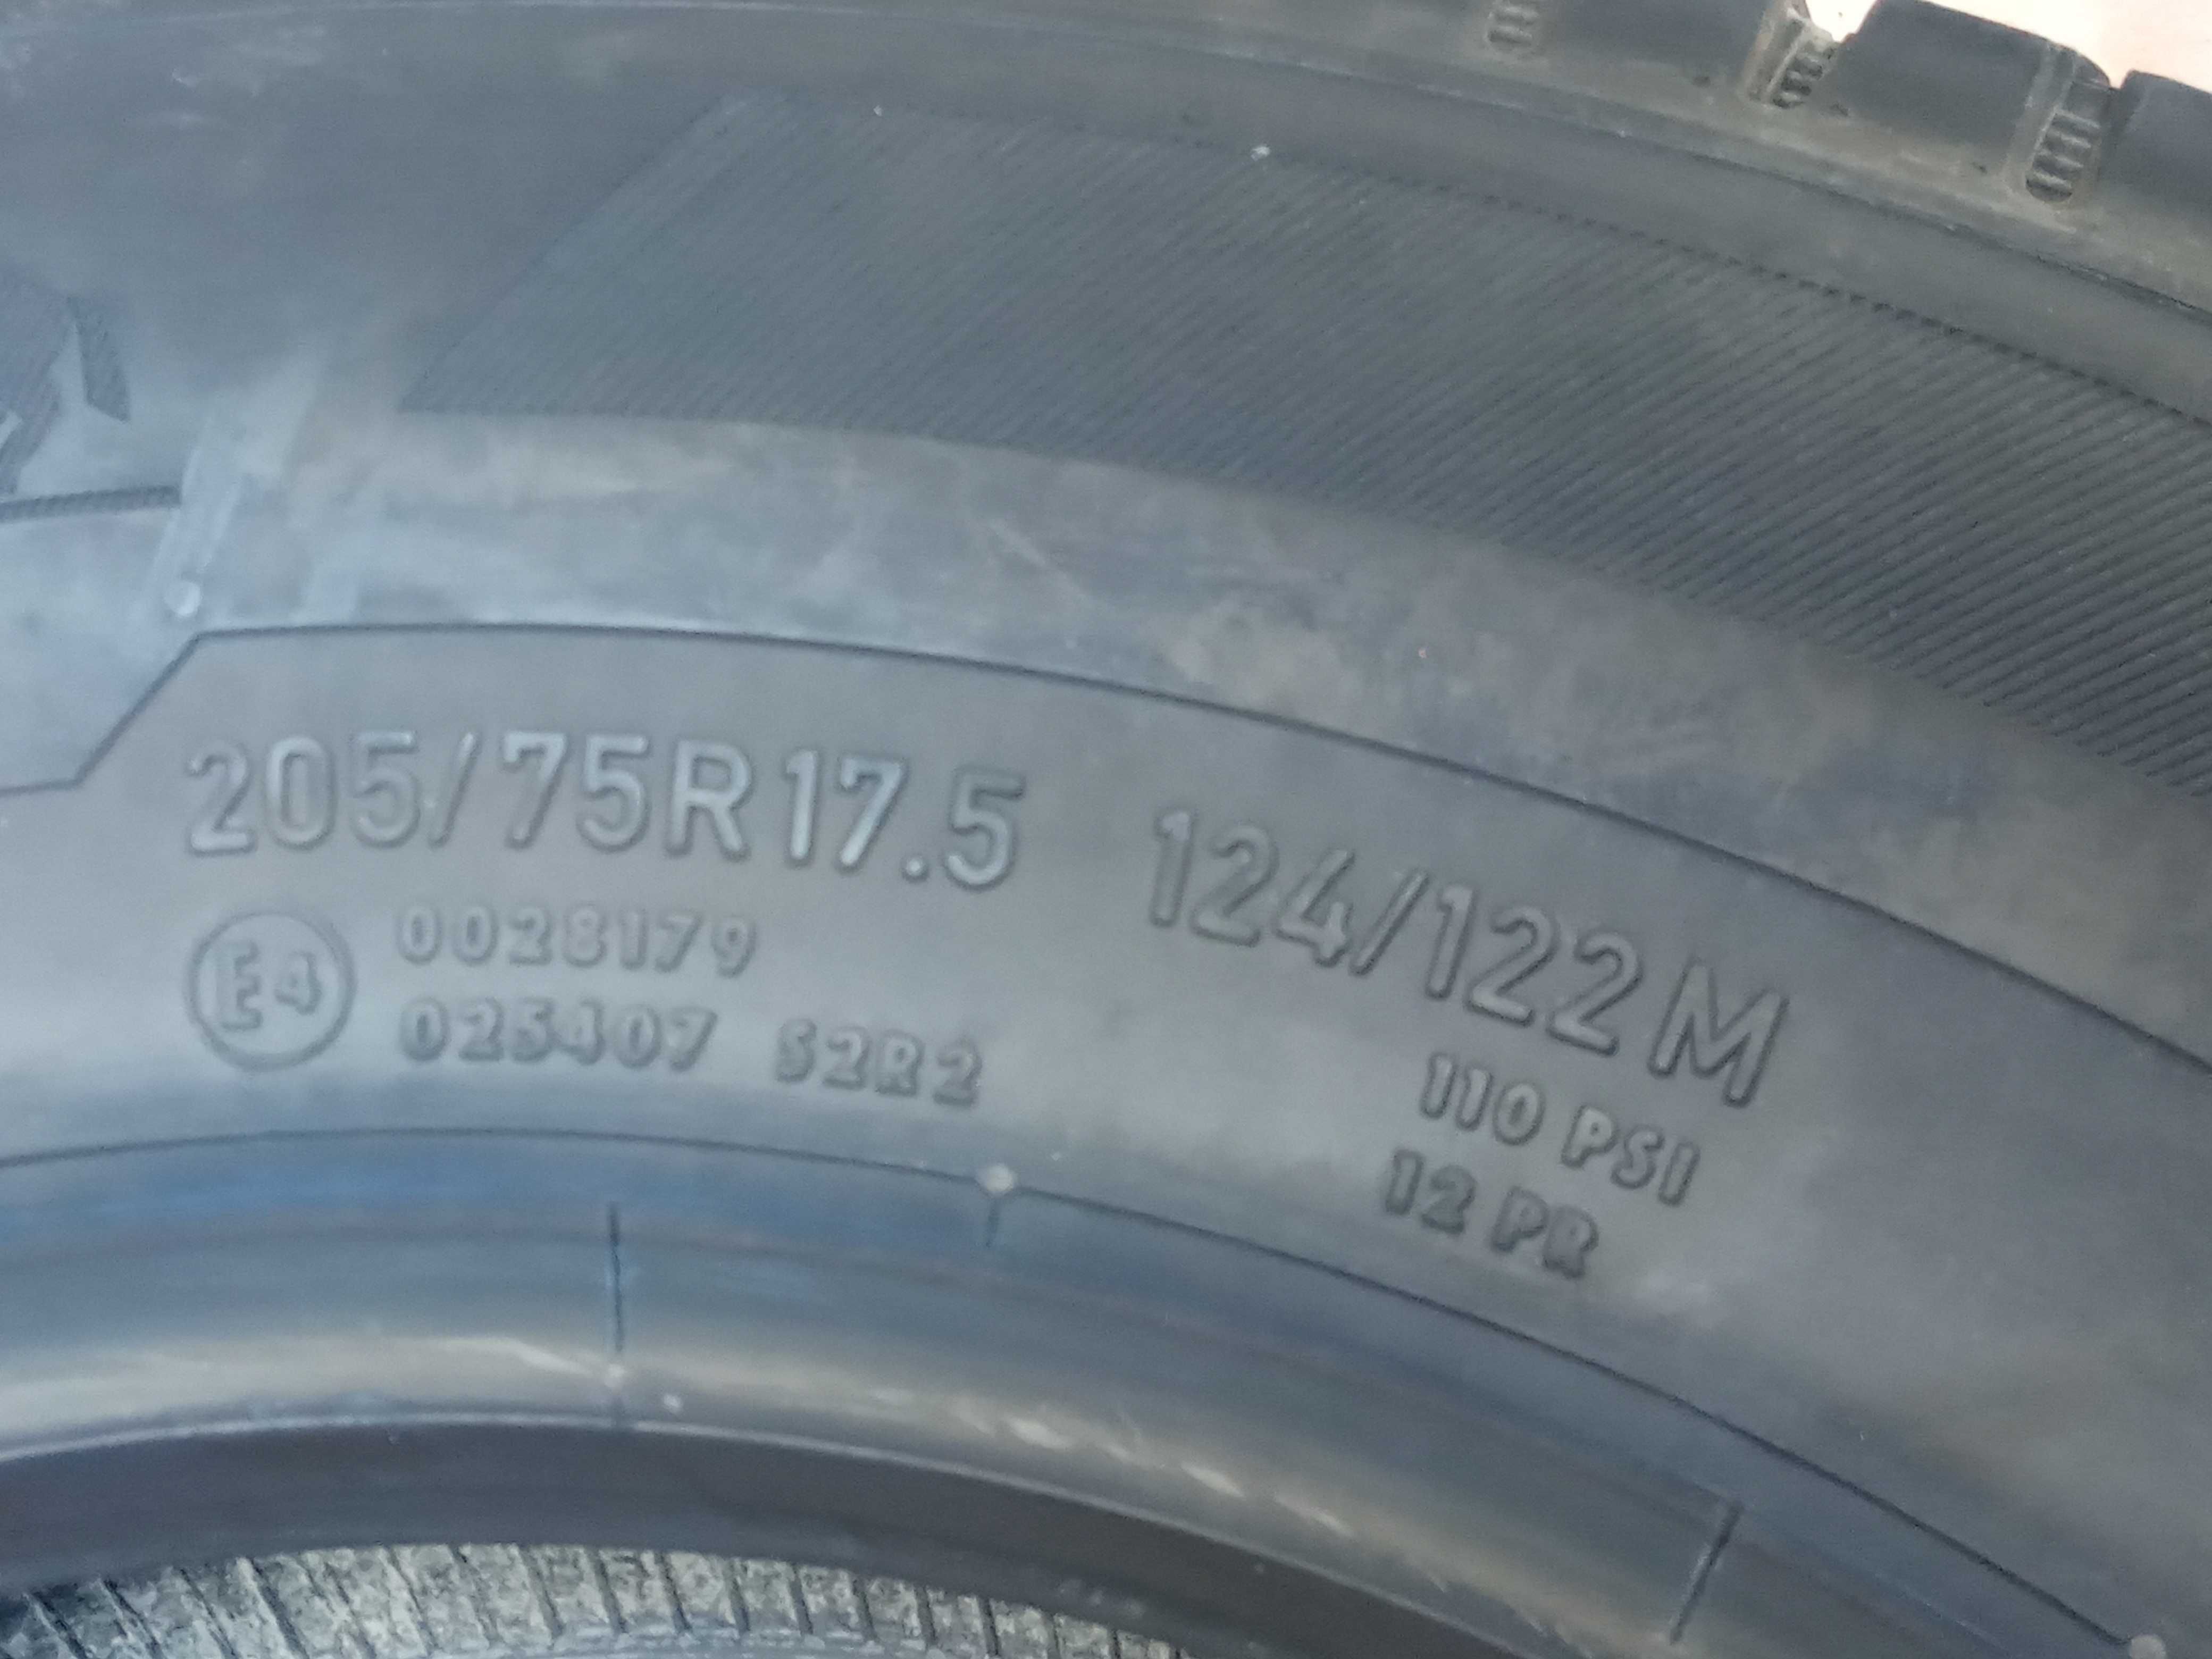 205/75R17.5 124/122M
E4 0028179
025407 S2R2
110 PSI
12 PR